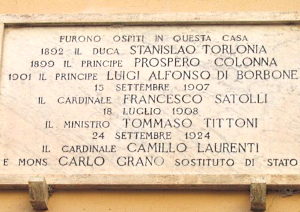 FURONO OSPITI IN QUESTA CASA
1892 IL DUCA STANISLAO TORLONIA
1899 IL PRINCIPE PROSPERO COLONNA
1901 IL PRINCIPE LUIGI ALFONSO DI BORBONE
15 SETTEMBRE 1907
IL CARDINALE FRANCESCO SATOLLI
18 LUGLIO 1908
IL MINISTRO TOMMASO TITTONI
24 SETTEMBRE 1924
IL CARDINALE CAMILLO LAURENTI
E MONS. CARLO GRANO SOSTITUTO DI STATO